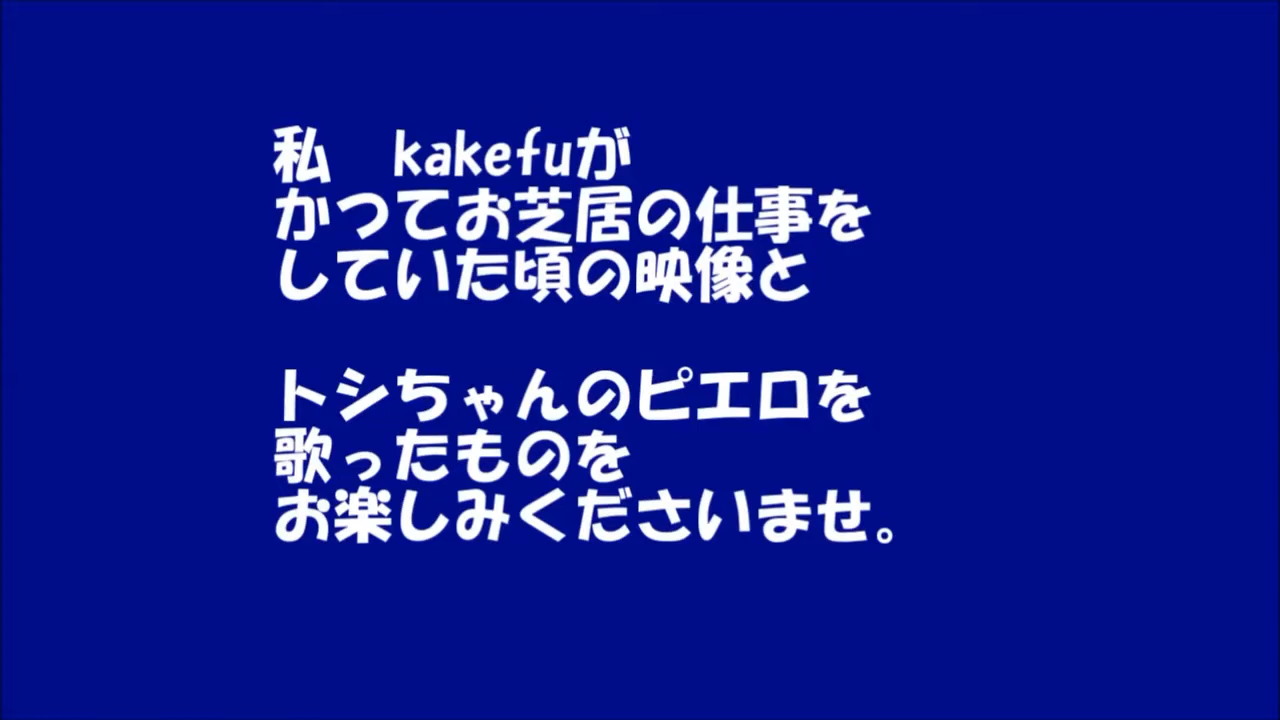 私　kakefuが
かつてお芝居の仕事を
していた頃の映像と
トシちゃんのピエロを
歌ったものを
お楽しみくださいませ。